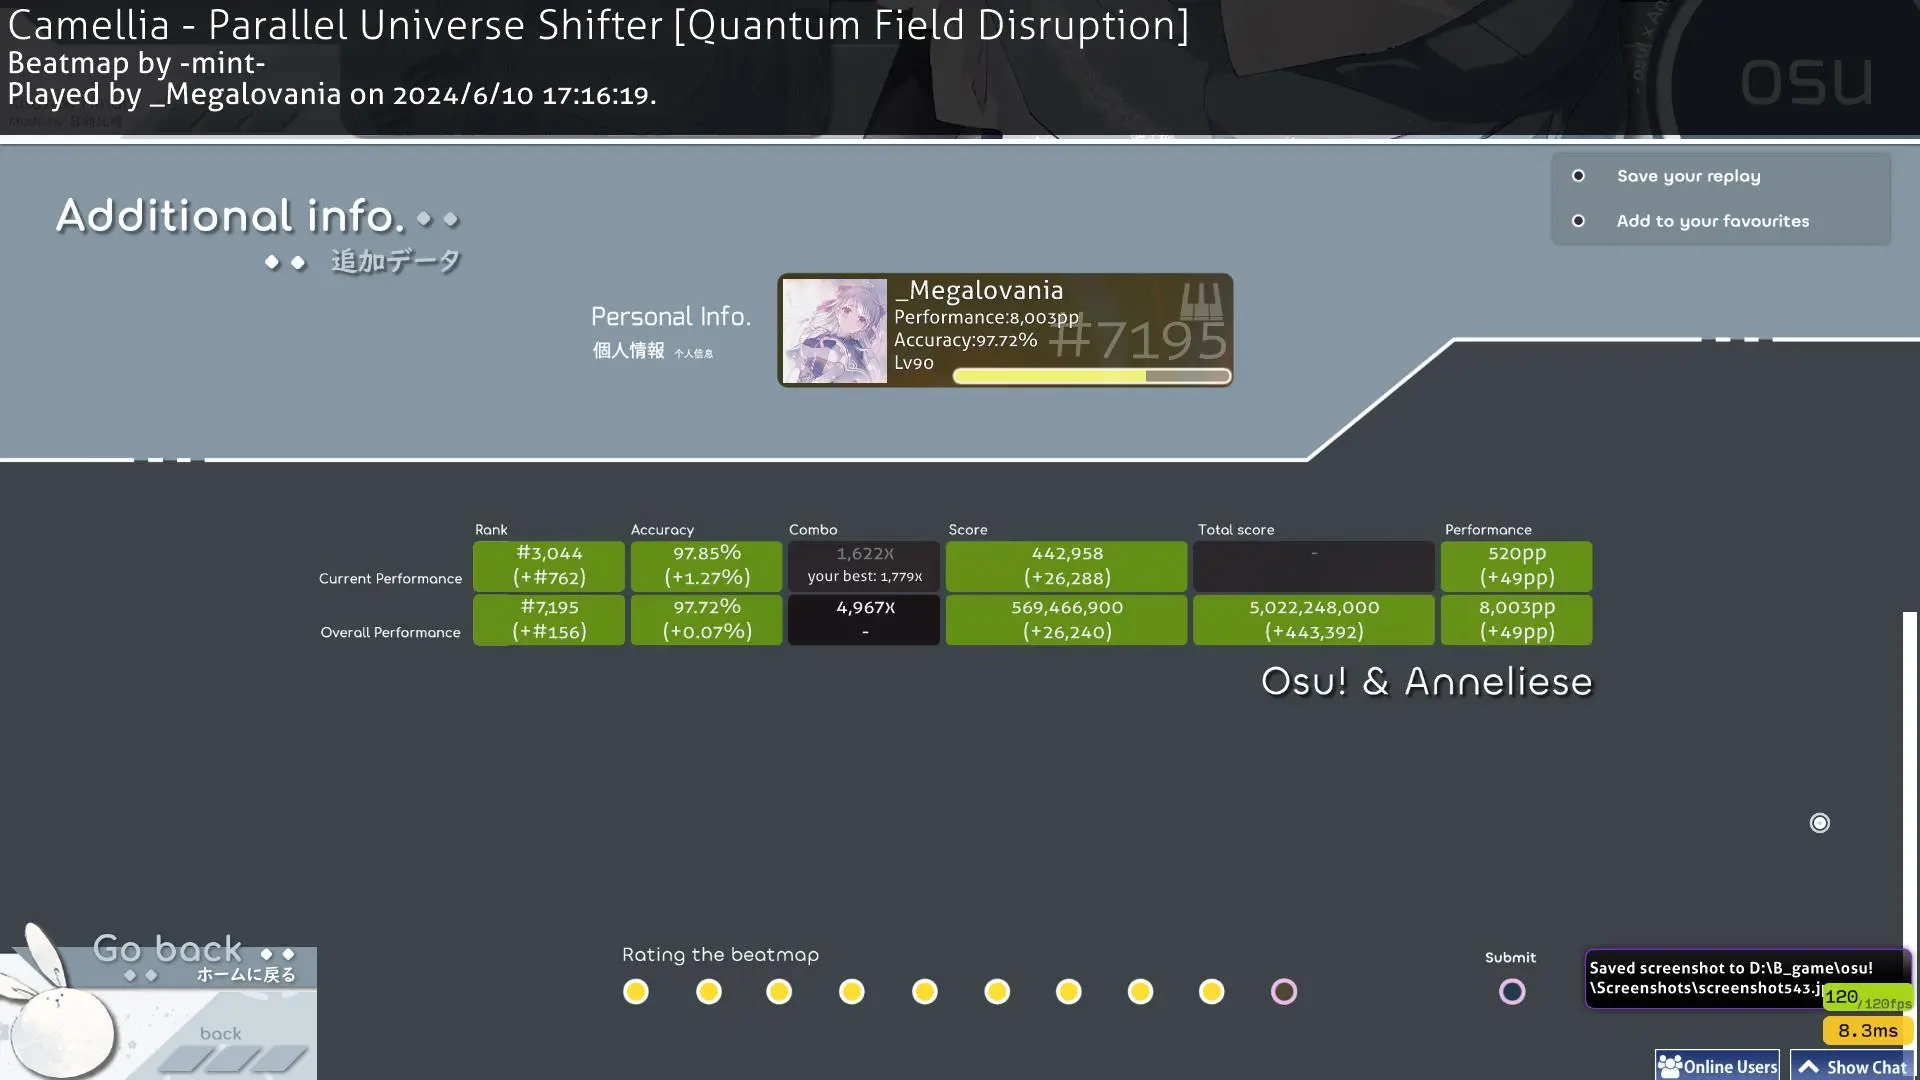 Camellia - Parallel Universe Shifter [Quantum Field Disruption]
Beatmap by -mint-
Played by _Megalovania on 2024/6/10 17:16:19.
osu
Additional info.
追加データ
Save your replay
Add to your favourites
Personal Info.
個人情報 个人信息
_Megalovania
Performance:8,003pp
Accuracy:97.72%
Lv90
#7195
Rank Accuracy Combo Score Total score Performance
Current Performance
#3,044
(+#762)
97.85%
(+1.27%)
1,622x
your best: 1,779x
442,958
(+26,288)
-
520pp
(+49pp)
Overall Performance
#7,195
(+#156)
97.72%
(+0.07%)
4,967x
-
569,466,900
(+26,240)
5,022,248,000
(+443,392)
8,003pp
(+49pp)
Osu! & Anneliese
Go back
ホームに戻る
back
Rating the beatmap
Submit
Saved screenshot to D:\B_game\osu!
\Screenshots\screenshot543.j
120/120fps
8.3ms
Online Users
Show Chat